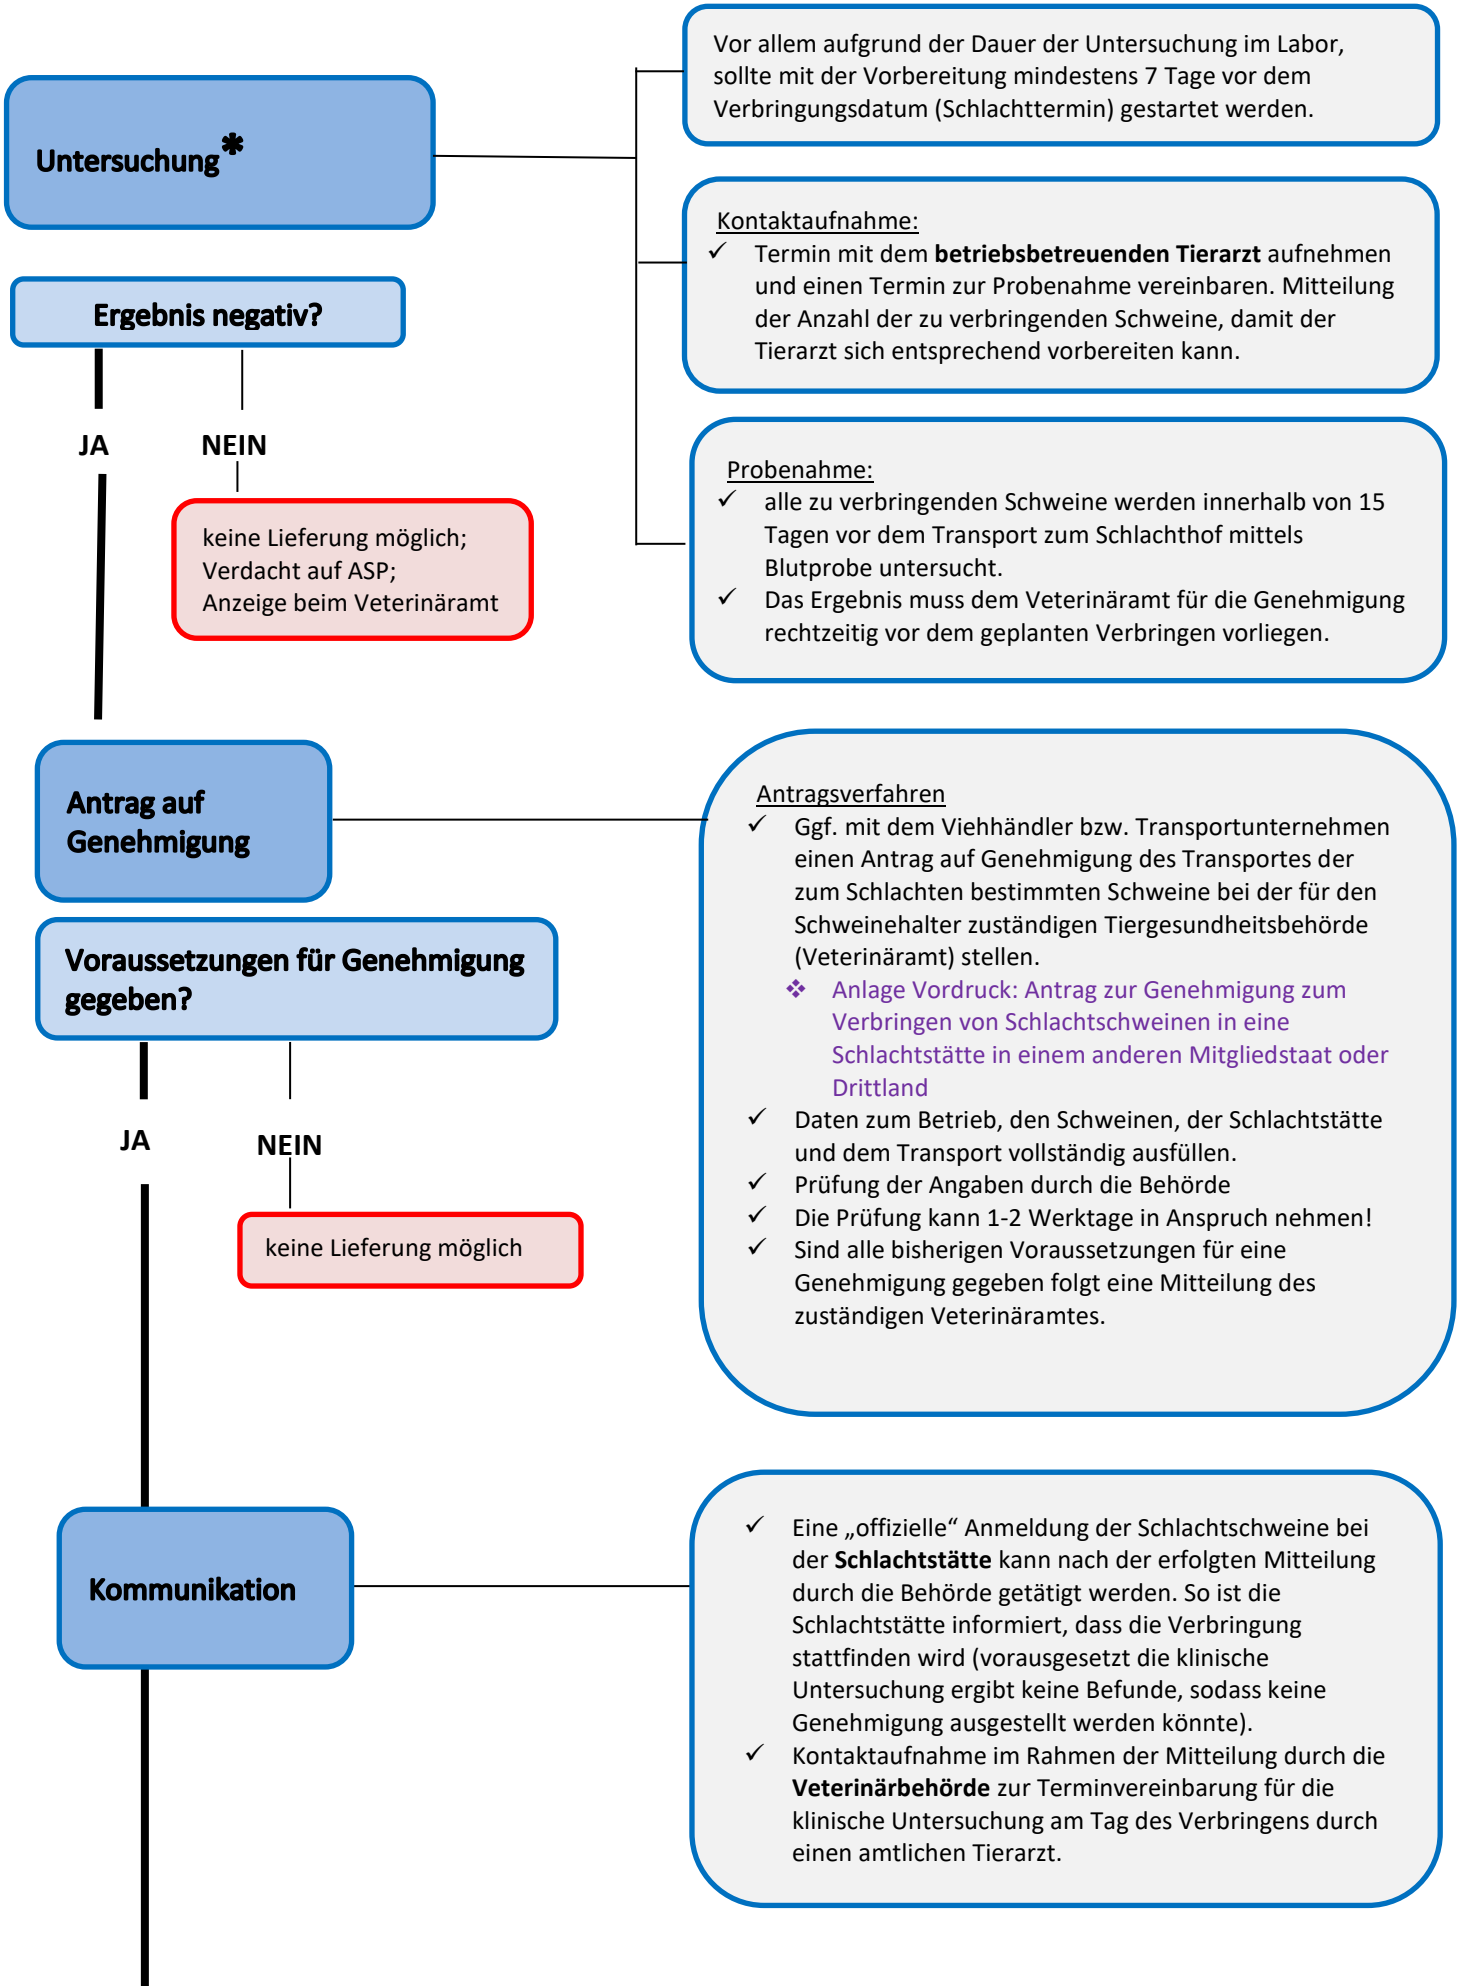 Vor allem aufgrund der Dauer der Untersuchung im Labor,
sollte mit der Vorbereitung mindestens 7 Tage vor dem
Verbringungsdatum (Schlachttermin) gestartet werden.
Untersuchung*
Kontaktaufnahme:
✓ Termin mit dem betriebsbetreuenden Tierarzt aufnehmen
und einen Termin zur Probenahme vereinbaren. Mitteilung
der Anzahl der zu verbringenden Schweine, damit der
Tierarzt sich entsprechend vorbereiten kann.
Ergebnis negativ?
JA
NEIN
keine Lieferung möglich;
Verdacht auf ASP;
Anzeige beim Veterinäramt
Probenahme:
✓ alle zu verbringenden Schweine werden innerhalb von 15
Tagen vor dem Transport zum Schlachthof mittels
Blutprobe untersucht.
✓ Das Ergebnis muss dem Veterinäramt für die Genehmigung
rechtzeitig vor dem geplanten Verbringen vorliegen.
Antrag auf
Genehmigung
Antragsverfahren
✓ Ggf. mit dem Viehhändler bzw. Transportunternehmen
einen Antrag auf Genehmigung des Transportes der
zum Schlachten bestimmten Schweine bei der für den
Schweinehalter zuständigen Tiergesundheitsbehörde
(Veterinäramt) stellen.
❖ Anlage Vordruck: Antrag zur Genehmigung zum
Verbringen von Schlachtschweinen in eine
Schlachtstätte in einem anderen Mitgliedstaat oder
Drittland
✓ Daten zum Betrieb, den Schweinen, der Schlachtstätte
und dem Transport vollständig ausfüllen.
✓ Prüfung der Angaben durch die Behörde
✓ Die Prüfung kann 1-2 Werktage in Anspruch nehmen!
✓ Sind alle bisherigen Voraussetzungen für eine
Genehmigung gegeben folgt eine Mitteilung des
zuständigen Veterinäramtes.
Voraussetzungen für Genehmigung
gegeben?
JA
NEIN
keine Lieferung möglich
Kommunikation
✓ Eine „offizielle“ Anmeldung der Schlachtschweine bei
der Schlachtstätte kann nach der erfolgten Mitteilung
durch die Behörde getätigt werden. So ist die
Schlachtstätte informiert, dass die Verbringung
stattfinden wird (vorausgesetzt die klinische
Untersuchung ergibt keine Befunde, sodass keine
Genehmigung ausgestellt werden könnte).
✓ Kontaktaufnahme im Rahmen der Mitteilung durch die
Veterinärbehörde zur Terminvereinbarung für die
klinische Untersuchung am Tag des Verbringens durch
einen amtlichen Tierarzt.